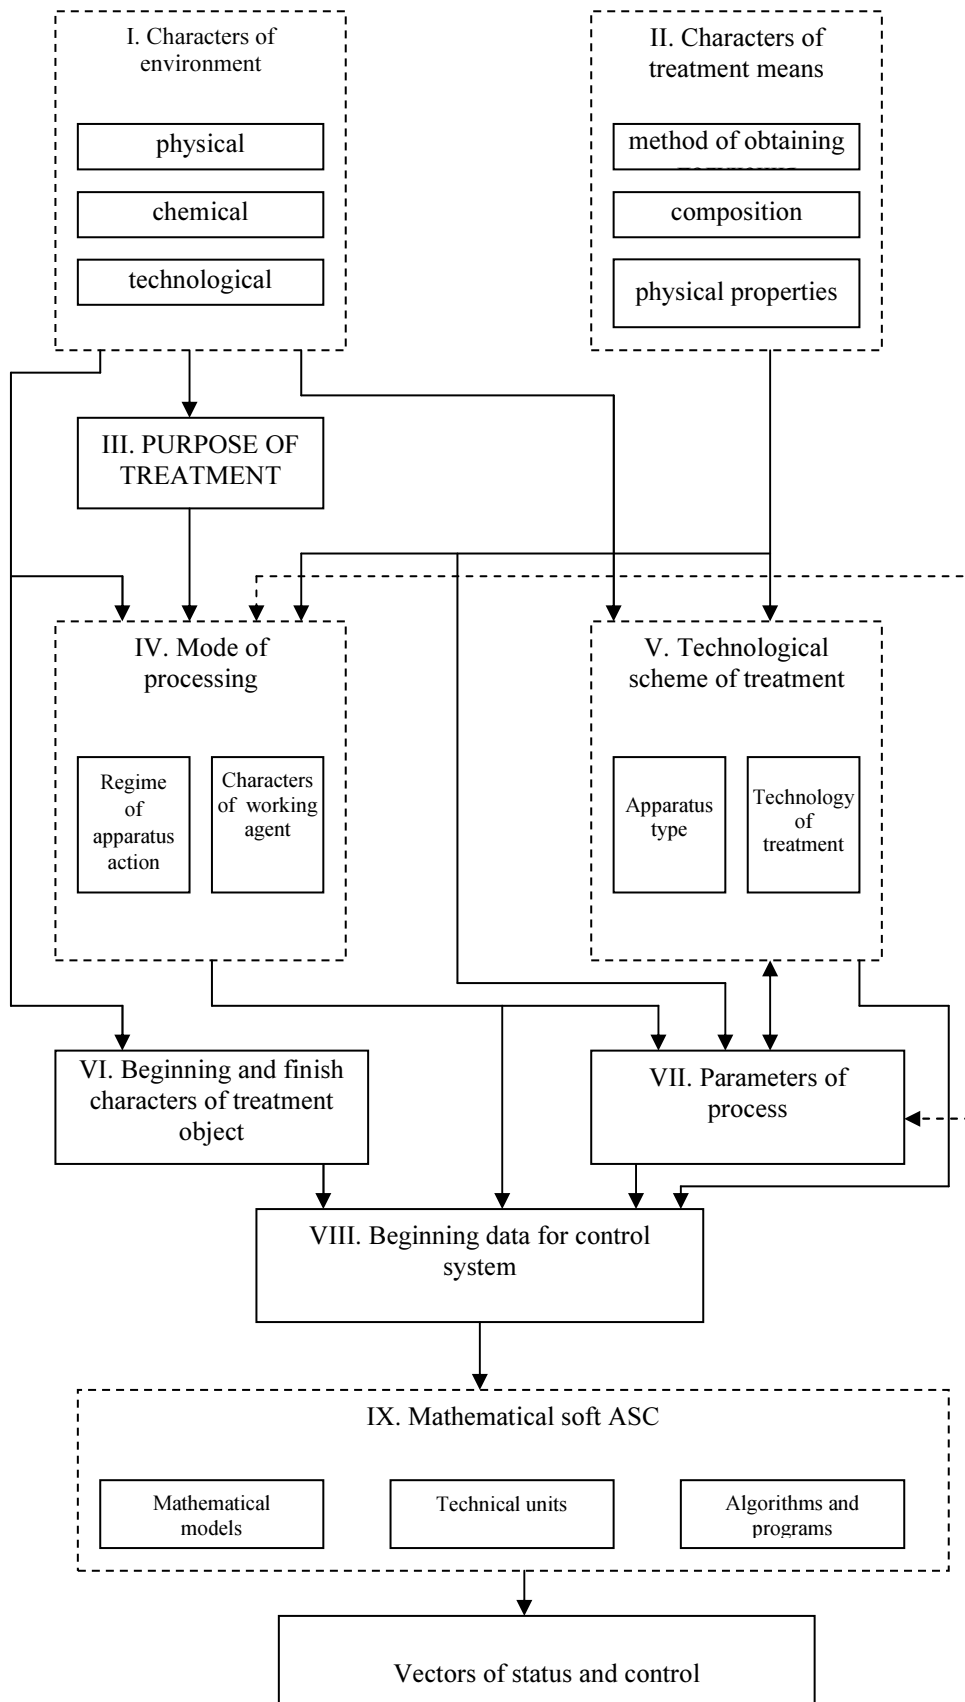 I. Characters of
environment
physical
chemical
technological
II. Characters of
treatment means
method of obtaining
composition
physical properties
III. PURPOSE OF
TREATMENT
IV. Mode of
processing
Regime
of
apparatus
action
Characters
of working
agent
V. Technological
scheme of treatment
Apparatus
type
Technology
of
treatment
VI. Beginning and finish
characters of treatment
object
VII. Parameters of
process
VIII. Beginning data for control
system
IX. Mathematical soft ASC
Mathematical
models
Technical units
Algorithms and
programs
Vectors of status and control